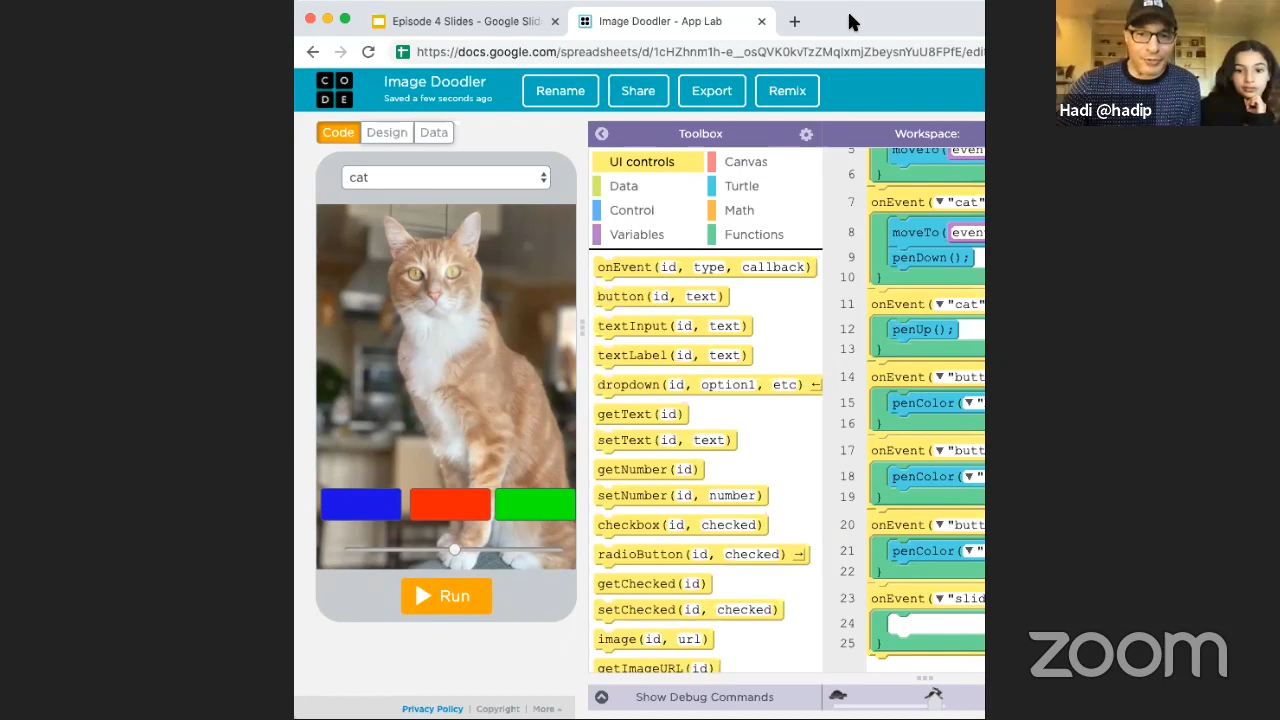 Episode 4 Slides - Google Slid
Image Doodler - App Lab
https://docs.google.com/spreadsheets/d/1cHZhnm1h-e__osQVK0kvTzZMqlxmjZbeysnYuU8FPfE/edit
Hadi @hadip
C O
D E
Image Doodler
Saved a few seconds ago
Rename
Share
Export
Remix
Code
Design
Data
cat
Run
Toolbox
UI controls
Canvas
Data
Turtle
Control
Math
Variables
Functions
onEvent(id, type, callback)
button(id, text)
textInput(id, text)
textLabel(id, text)
dropdown(id, option1, etc) ←
getText(id)
setText(id, text)
getNumber(id)
setNumber(id, number)
checkbox(id, checked)
radioButton(id, checked) →
getChecked(id)
setChecked(id, checked)
image(id, url)
getImageURL(id)
Workspace:
5 moveTo( even
6 }
7 onEvent(▼"cat"
8 moveTo( even
9 penDown();
10 }
11 onEvent(▼"cat"
12 penUp();
13 }
14 onEvent(▼"butt
15 penColor(▼"
16 }
17 onEvent(▼"butt
18 penColor(▼"
19 }
20 onEvent(▼"butt
21 penColor(▼"
22 }
23 onEvent(▼"slid
24
25 }
Show Debug Commands
Privacy Policy | Copyright | More
zoom